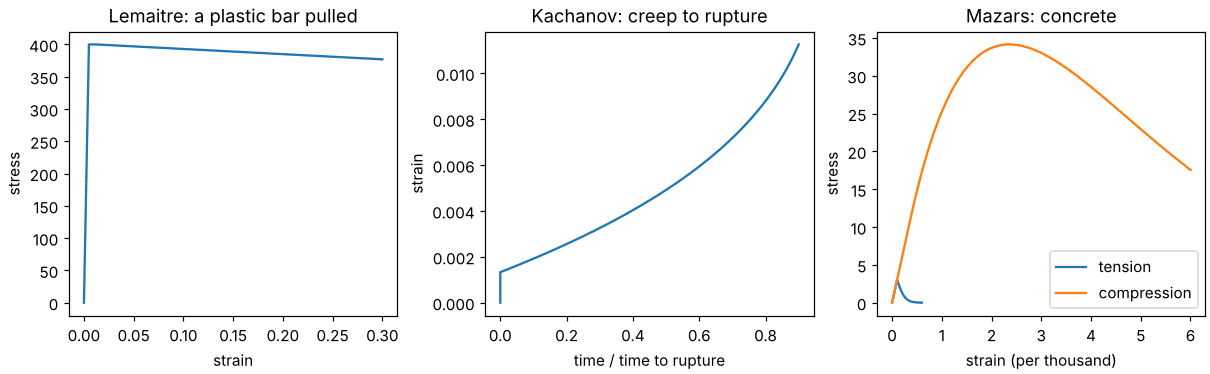 Lemaitre: a plastic bar pulled
400
350
300
250
200
150
100
50
0
stress
0.00 0.05 0.10 0.15 0.20 0.25 0.30
strain
Kachanov: creep to rupture
0.010
0.008
0.006
0.004
0.002
0.000
strain
0.0 0.2 0.4 0.6 0.8
time / time to rupture
Mazars: concrete
35
30
25
20
15
10
5
0
stress
tension
compression
0 1 2 3 4 5 6
strain (per thousand)